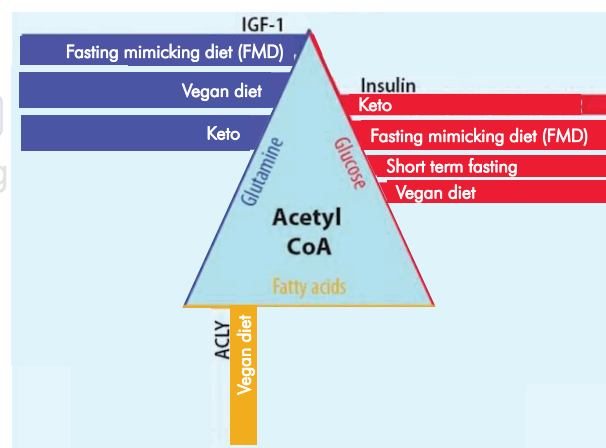 IGF-1
Fasting mimicking diet (FMD)
Vegan diet
Keto
Insulin
Keto
Fasting mimicking diet (FMD)
Short term fasting
Vegan diet
Glutamine
Glucose
Acetyl
CoA
Fatty acids
ACLY
Vegan diet